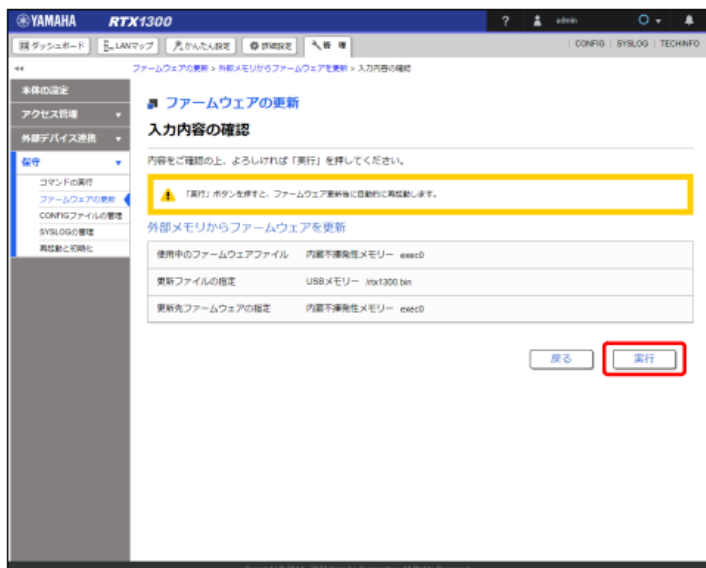 YAMAHA RTX1300 ? admin
ダッシュボード LANマップ かんたん設定 詳細設定 管理 CONFIG | SYSLOG | TECHINFO
ファームウェアの更新 > 外部メモリからファームウェアを更新 > 入力内容の確認
本体の設定
アクセス管理
外部デバイス連携
保守
コマンドの実行
ファームウェアの更新
CONFIGファイルの管理
SYSLOGの管理
再起動と初期化
ファームウェアの更新
入力内容の確認
内容をご確認の上、よろしければ「実行」を押してください。
「実行」ボタンを押すと、ファームウェア更新後に自動的に再起動します。
外部メモリからファームウェアを更新
使用中のファームウェアファイル 内蔵不揮発性メモリー exec0
更新ファイルの指定 USBメモリー /rtx1300.bin
更新先ファームウェアの指定 内蔵不揮発性メモリー exec0
戻る 実行